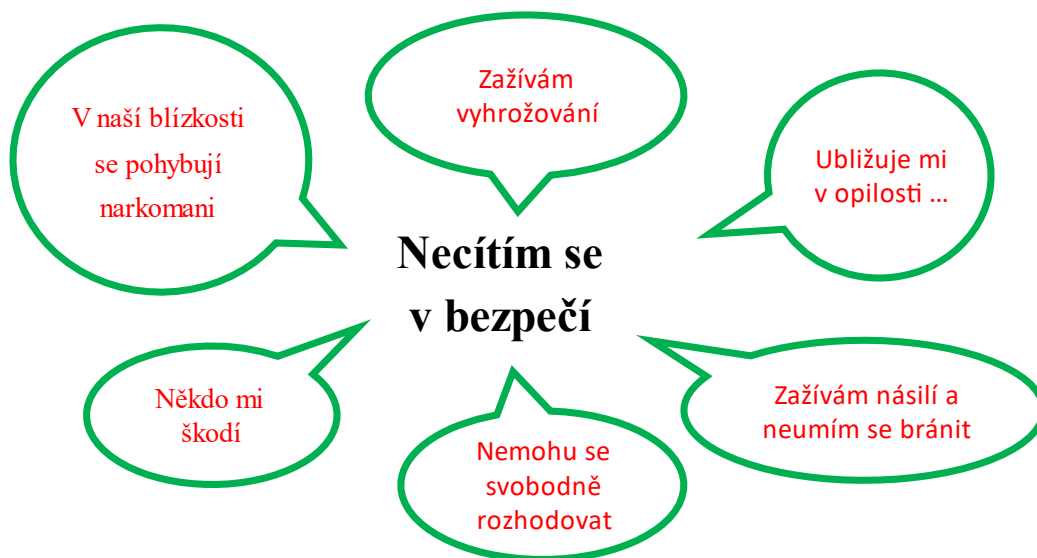 V naší blízkosti
se pohybují
narkomani
Zažívám
vyhrožování
Ubližuje mi
v opilosti ...
Necítím se
v bezpečí
Někdo mi
škodí
Nemohu se
svobodně
rozhodovat
Zažívám násilí a
neumím se bránit